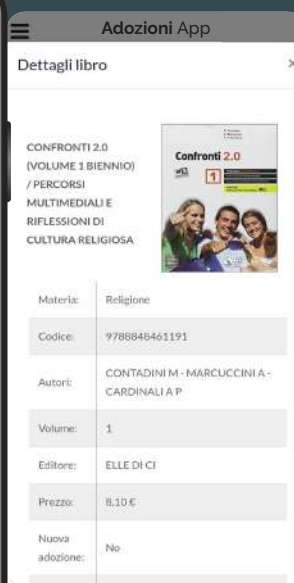 Adozioni App
Dettagli libro
×
CONFRONTI 2.0
(VOLUME 1 BIENNIO)
/ PERCORSI
MULTIMEDIALI E
RIFLESSIONI DI
CULTURA RELIGIOSA
Confronti 2.0
1
Materia: Religione
Codice: 9788848461191
Autori: CONTADINI M - MARCUCCINI A -
CARDINALI A P
Volume: 1
Editore: ELLE DI CI
Prezzo: 8,10 €
Nuova
adozione: No